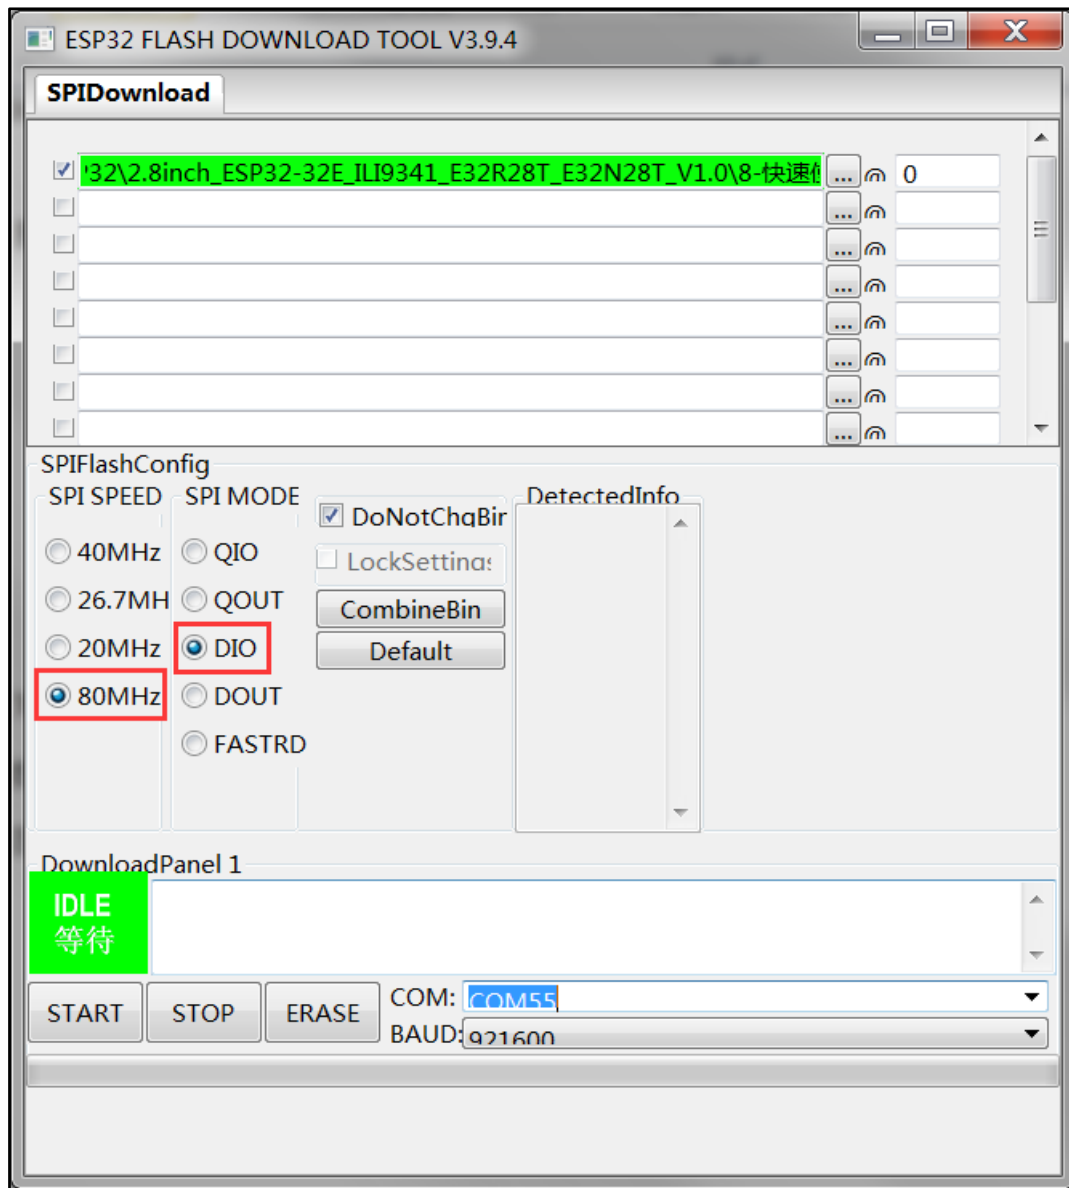 ESP32 FLASH DOWNLOAD TOOL V3.9.4
SPIDownload
32\2.8inch_ESP32-32E_ILI9341_E32R28T_E32N28T_V1.0\8-快速 ... @ 0
... @
... @
... @
... @
... @
... @
... @
SPIFlashConfig
SPI SPEED SPI MODE DetectedInfo
DoNotChgBin
40MHz QIO
LockSettings
26.7MH QOUT
CombineBin
20MHz DIO
Default
80MHz DOUT
FASTRD
DownloadPanel 1
IDLE
等待
START STOP ERASE
COM: COM55
BAUD: 921600